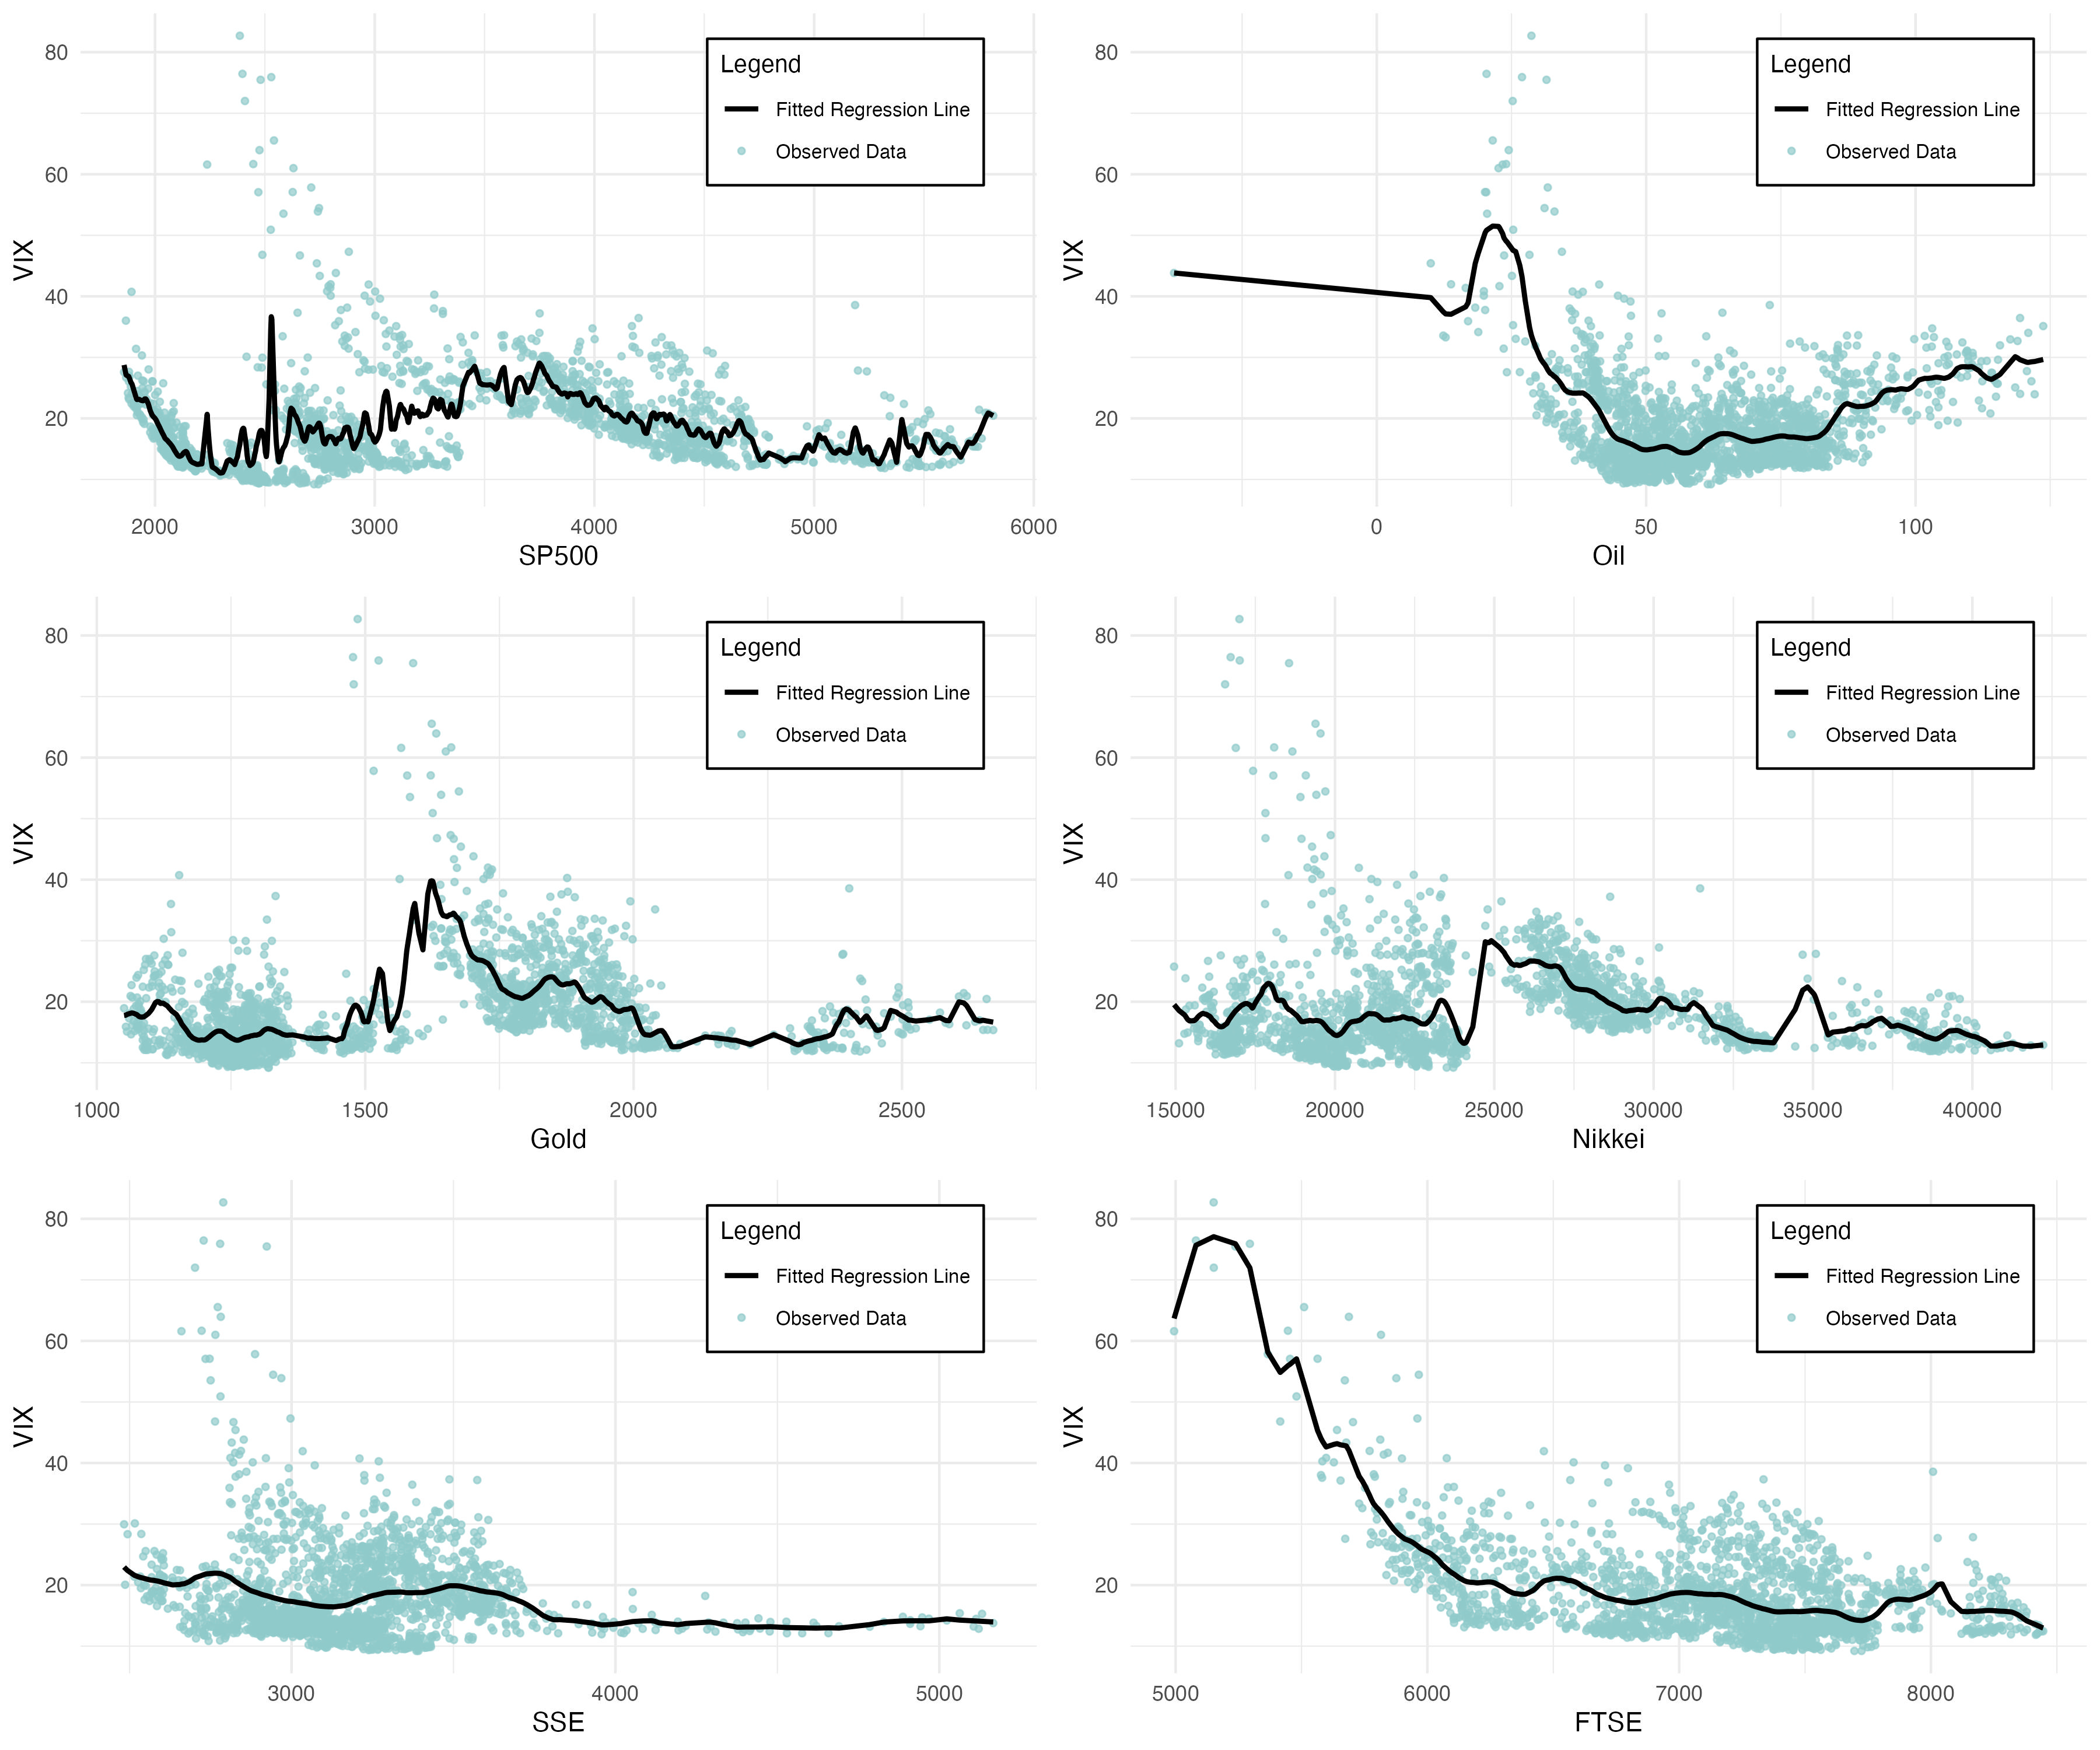 80
60
40
20
VIX
2000 3000 4000 5000 6000
SP500
Legend
Fitted Regression Line
Observed Data
80
60
40
20
VIX
0 50 100
Oil
Legend
Fitted Regression Line
Observed Data
80
60
40
20
VIX
1000 1500 2000 2500
Gold
Legend
Fitted Regression Line
Observed Data
80
60
40
20
VIX
15000 20000 25000 30000 35000 40000
Nikkei
Legend
Fitted Regression Line
Observed Data
80
60
40
20
VIX
3000 4000 5000
SSE
Legend
Fitted Regression Line
Observed Data
80
60
40
20
VIX
5000 6000 7000 8000
FTSE
Legend
Fitted Regression Line
Observed Data